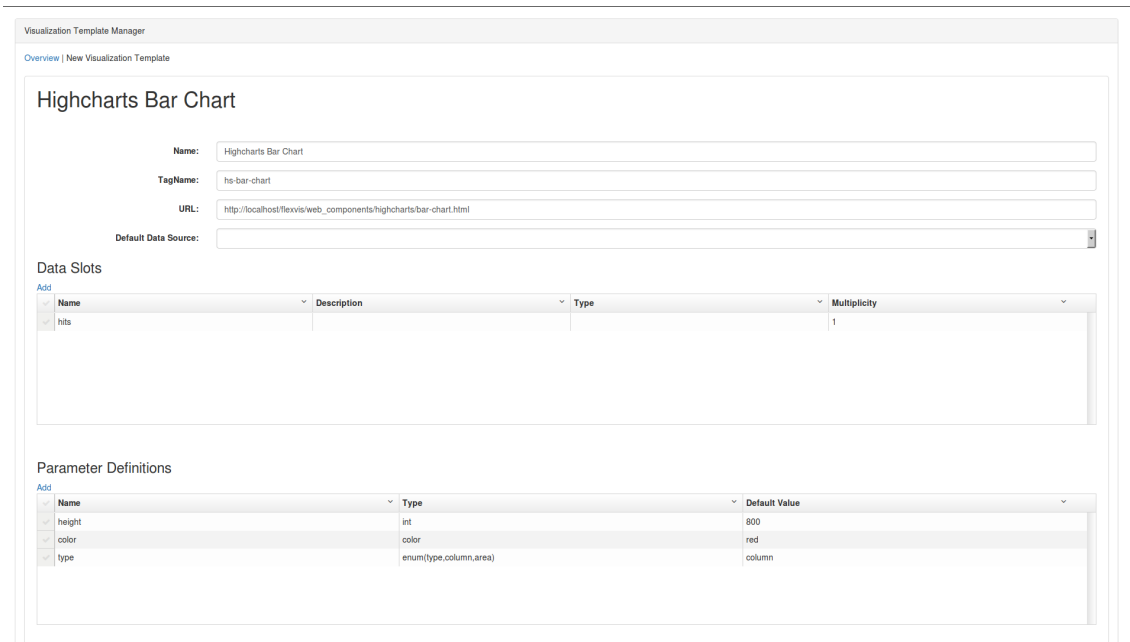 Visualization Template Manager
Overview | New Visualization Template
Highcharts Bar Chart
Name: Highcharts Bar Chart
TagName: hs-bar-chart
URL: http://localhost/flexvis/web_components/highcharts/bar-chart.html
Default Data Source:
Data Slots
Add
Name Description Type Multiplicity
hits 1
Parameter Definitions
Add
Name Type Default Value
height int 800
color color red
type enum(type,column,area) column